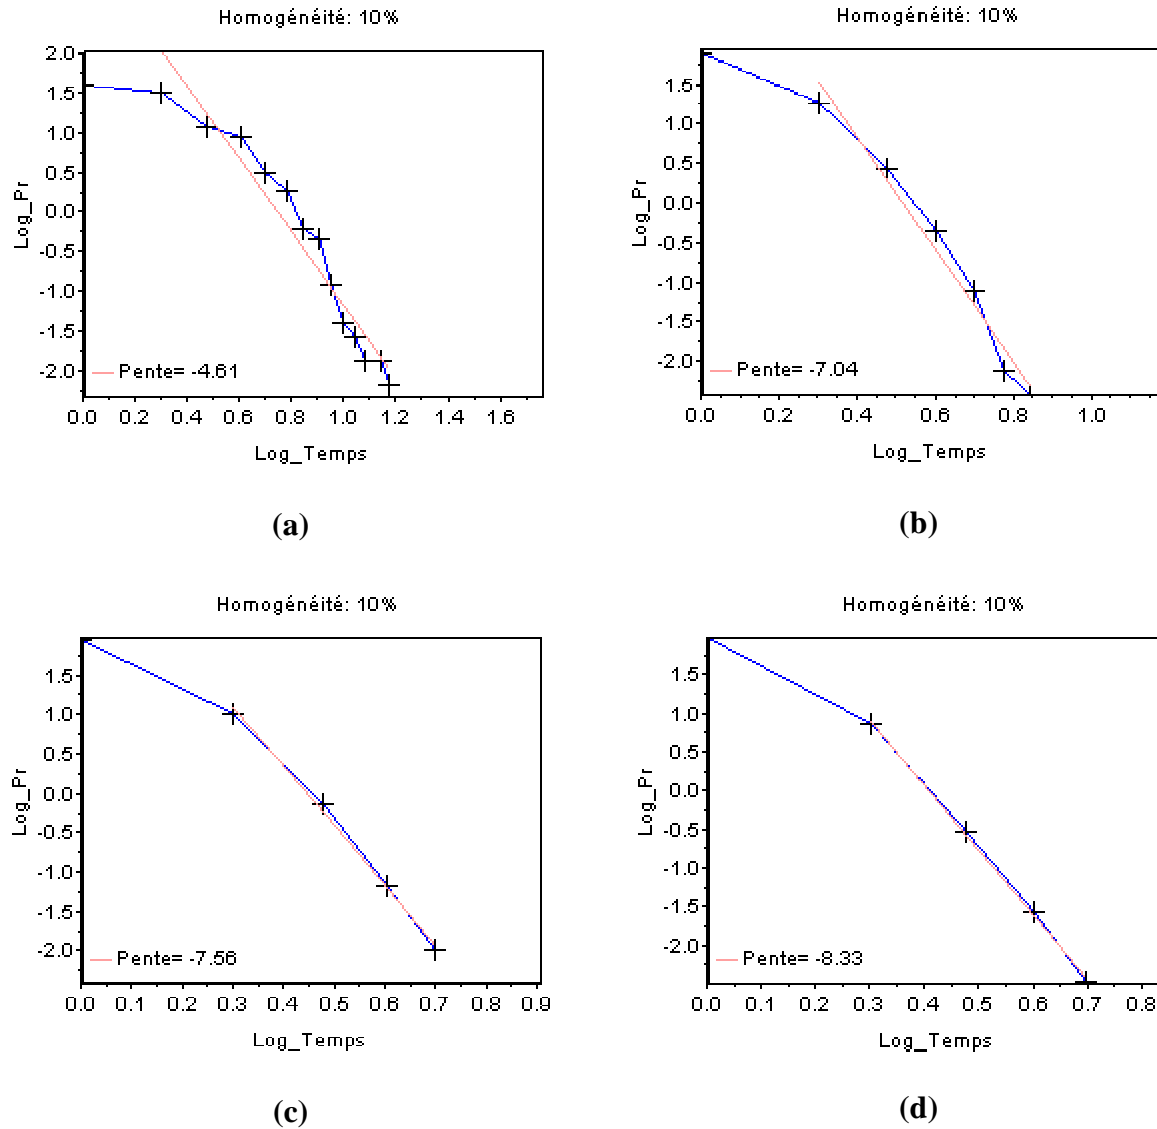 Homogénéité: 10%
Log_Pr
2.0
1.5
1.0
0.5
0.0
-0.5
-1.0
-1.5
-2.0
Pente= -4.61
0.0 0.2 0.4 0.6 0.8 1.0 1.2 1.4 1.6
Log_Temps
(a)
Homogénéité: 10%
Log_Pr
1.5
1.0
0.5
0.0
-0.5
-1.0
-1.5
-2.0
Pente= -7.04
0.0 0.2 0.4 0.6 0.8 1.0
Log_Temps
(b)
Homogénéité: 10%
Log_Pr
1.5
1.0
0.5
0.0
-0.5
-1.0
-1.5
-2.0
Pente= -7.56
0.0 0.1 0.2 0.3 0.4 0.5 0.6 0.7 0.8 0.9
Log_Temps
(c)
Homogénéité: 10%
Log_Pr
1.5
1.0
0.5
0.0
-0.5
-1.0
-1.5
-2.0
Pente= -8.33
0.0 0.1 0.2 0.3 0.4 0.5 0.6 0.7 0.8
Log_Temps
(d)